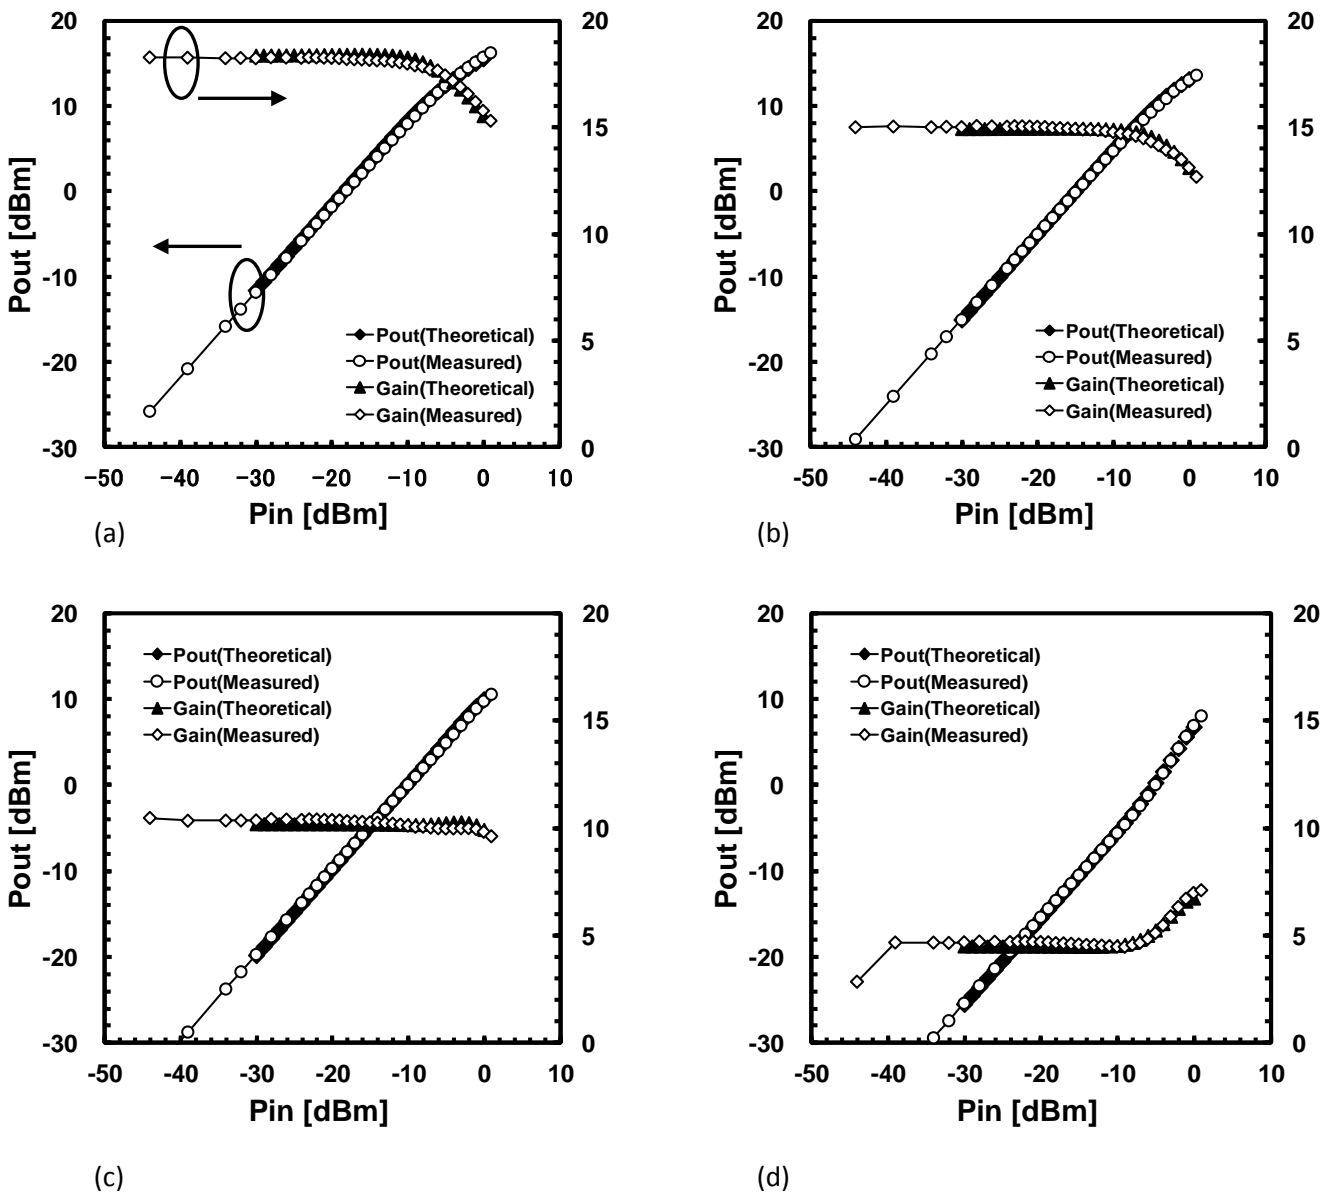 20
10
0
-10
-20
-30
20
15
10
5
0
Pout [dBm]
Pout(Theoretical)
Pout(Measured)
Gain(Theoretical)
Gain(Measured)
−50 −40 −30 −20 −10 0 10
Pin [dBm]
(a)
20
10
0
-10
-20
-30
20
15
10
5
0
Pout [dBm]
Pout(Theoretical)
Pout(Measured)
Gain(Theoretical)
Gain(Measured)
-50 -40 -30 -20 -10 0 10
Pin [dBm]
(b)
20
10
0
-10
-20
-30
20
15
10
5
0
Pout [dBm]
Pout(Theoretical)
Pout(Measured)
Gain(Theoretical)
Gain(Measured)
-50 -40 -30 -20 -10 0 10
Pin [dBm]
(c)
20
10
0
-10
-20
-30
20
15
10
5
0
Pout [dBm]
Pout(Theoretical)
Pout(Measured)
Gain(Theoretical)
Gain(Measured)
-50 -40 -30 -20 -10 0 10
Pin [dBm]
(d)